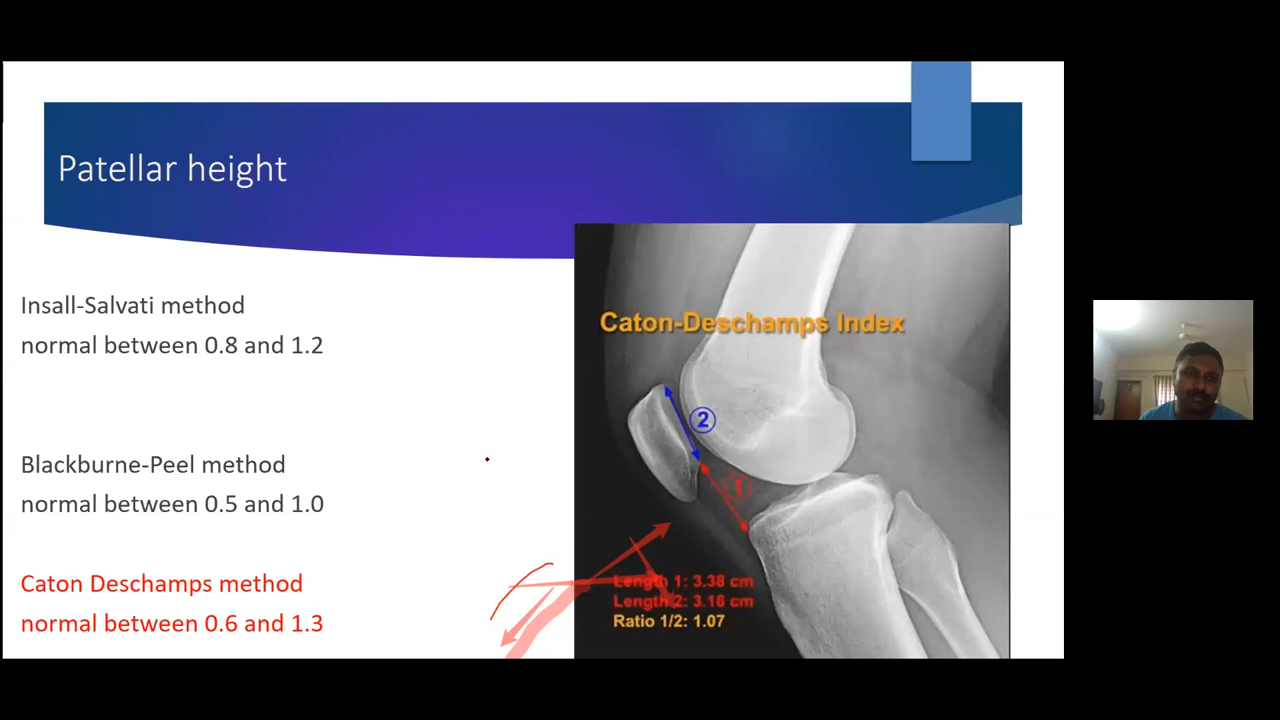 Patellar height
Insall-Salvati method
normal between 0.8 and 1.2
Blackburne-Peel method
normal between 0.5 and 1.0
Caton Deschamps method
normal between 0.6 and 1.3
Caton-Deschamps Index
2
1
Length 1: 3.38 cm
Length 2: 3.16 cm
Ratio 1/2: 1.07